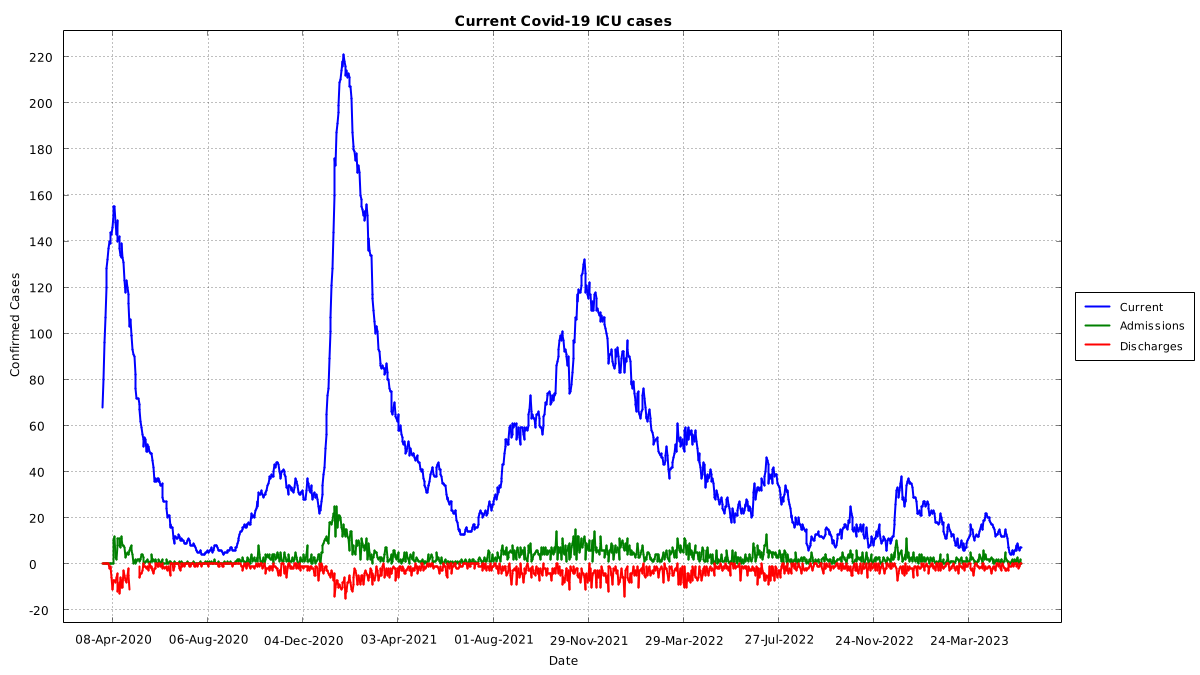 Current Covid-19 ICU cases
220
200
180
160
140
120
100
80
60
40
20
0
-20
Confirmed Cases
08-Apr-2020 06-Aug-2020 04-Dec-2020 03-Apr-2021 01-Aug-2021 29-Nov-2021 29-Mar-2022 27-Jul-2022 24-Nov-2022 24-Mar-2023
Date
Current
Admissions
Discharges